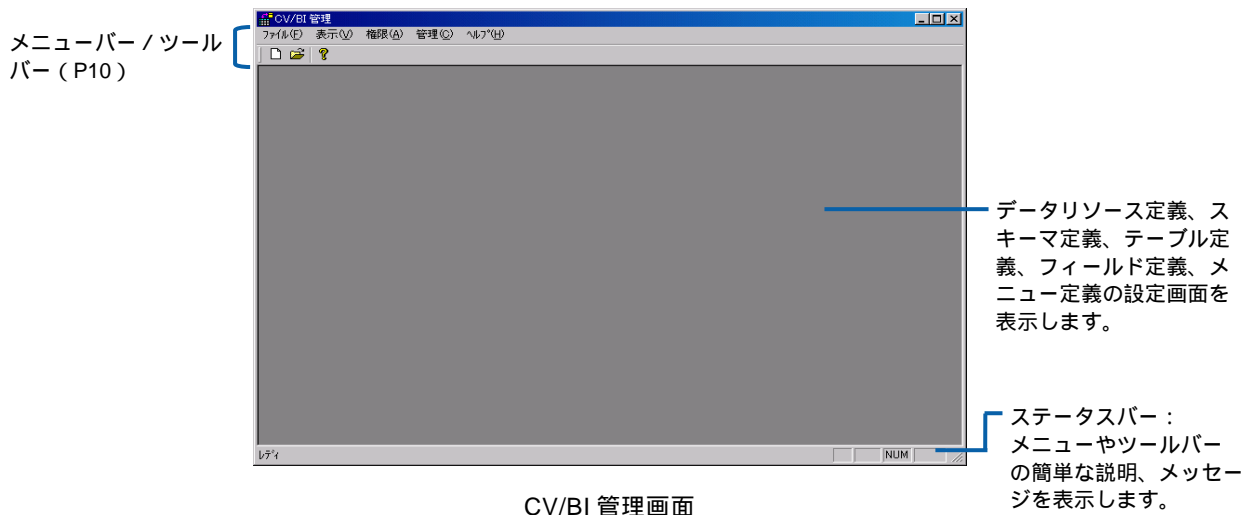 CV/BI 管理
ﾌｧｲﾙ(F) 表示(V) 権限(A) 管理(C) ﾍﾙﾌﾟ(H)
メニューバー / ツール
バー（P10）
データリソース定義、ス
キーマ定義、テーブル定
義、フィールド定義、メ
ニュー定義の設定画面を
表示します。
ステータスバー：
メニューやツールバー
の簡単な説明、メッセー
ジを表示します。
ﾚﾃﾞｨ
NUM
CV/BI 管理画面